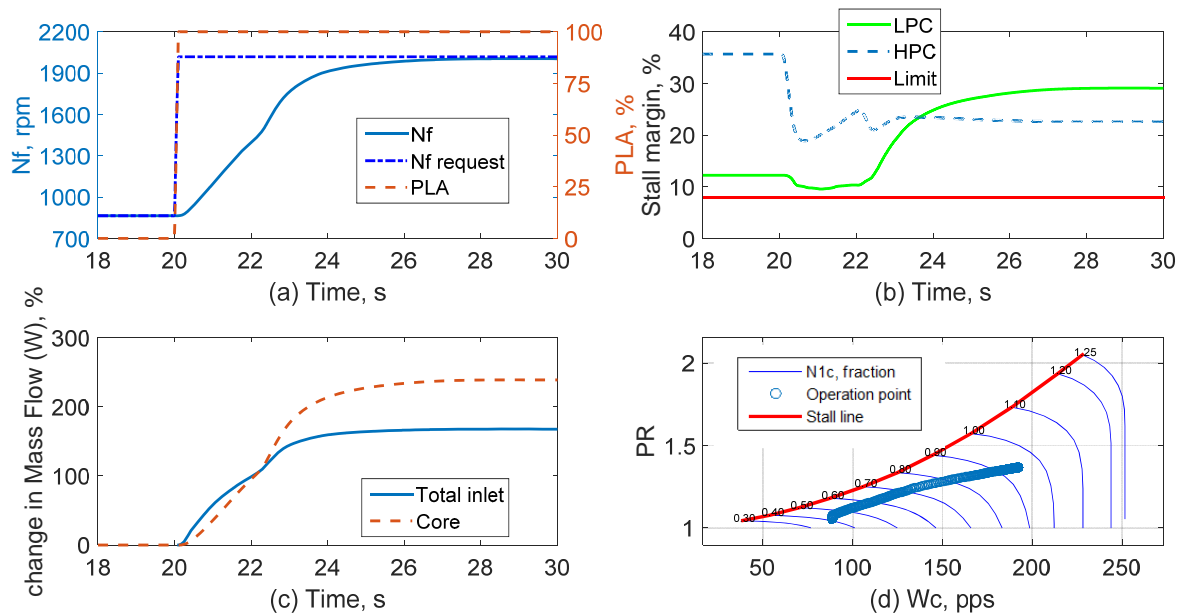 2200
1900
1600
1300
1000
700
Nf, rpm
100
75
50
25
0
PLA, %
Nf
Nf request
PLA
18 20 22 24 26 28 30
(a) Time, s
40
30
20
10
0
Stall margin, %
LPC
HPC
Limit
18 20 22 24 26 28 30
(b) Time, s
300
200
100
0
change in Mass Flow (W), %
Total inlet
Core
18 20 22 24 26 28 30
(c) Time, s
2
1.5
1
PR
N1c, fraction
Operation point
Stall line
0.30 0.40 0.50 0.60 0.70 0.80 0.90 1.00 1.10 1.20 1.25
50 100 150 200 250
(d) Wc, pps